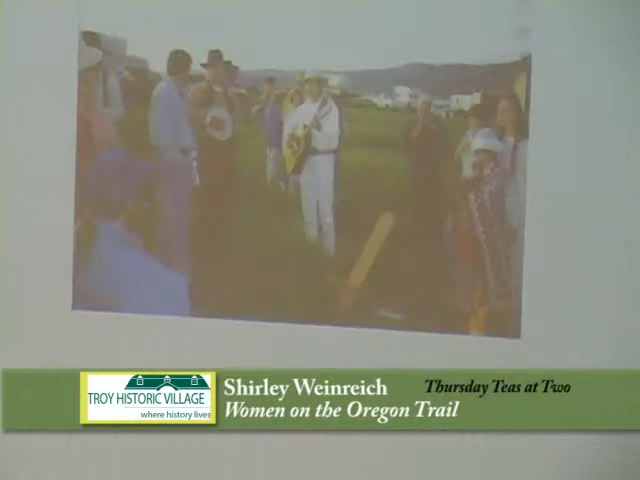 TROY HISTORIC VILLAGE
where history lives
Shirley Weinreich
Thursday Teas at Two
Women on the Oregon Trail